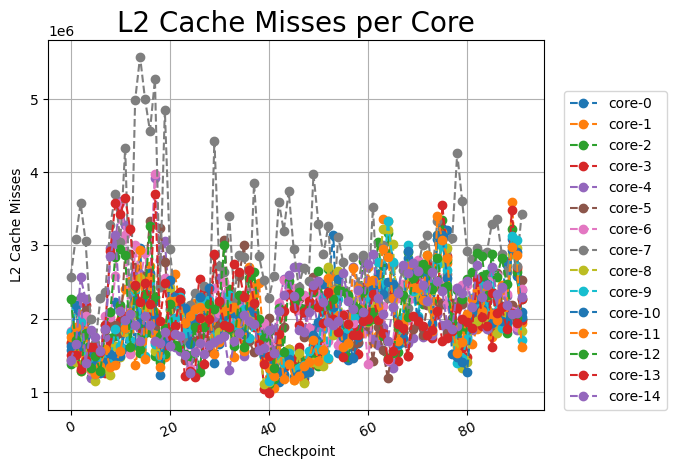 L2 Cache Misses per Core
1e6
5
4
3
2
1
L2 Cache Misses
0
20
40
60
80
Checkpoint
core-0
core-1
core-2
core-3
core-4
core-5
core-6
core-7
core-8
core-9
core-10
core-11
core-12
core-13
core-14